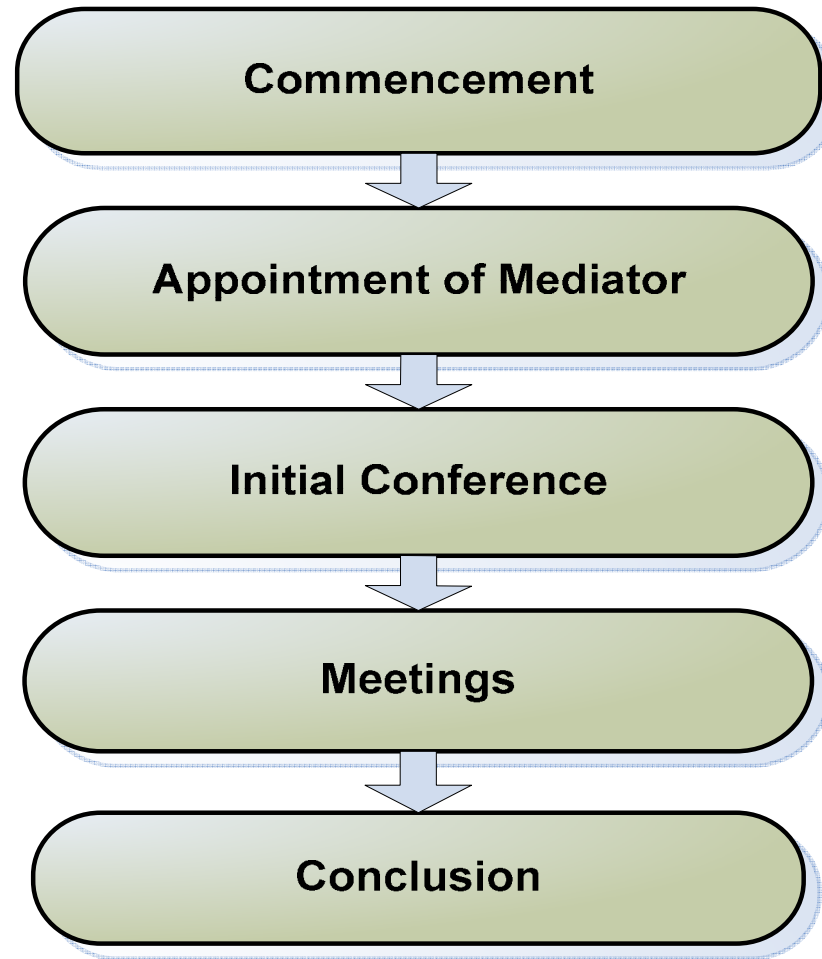 Commencement
Appointment of Mediator
Initial Conference
Meetings
Conclusion